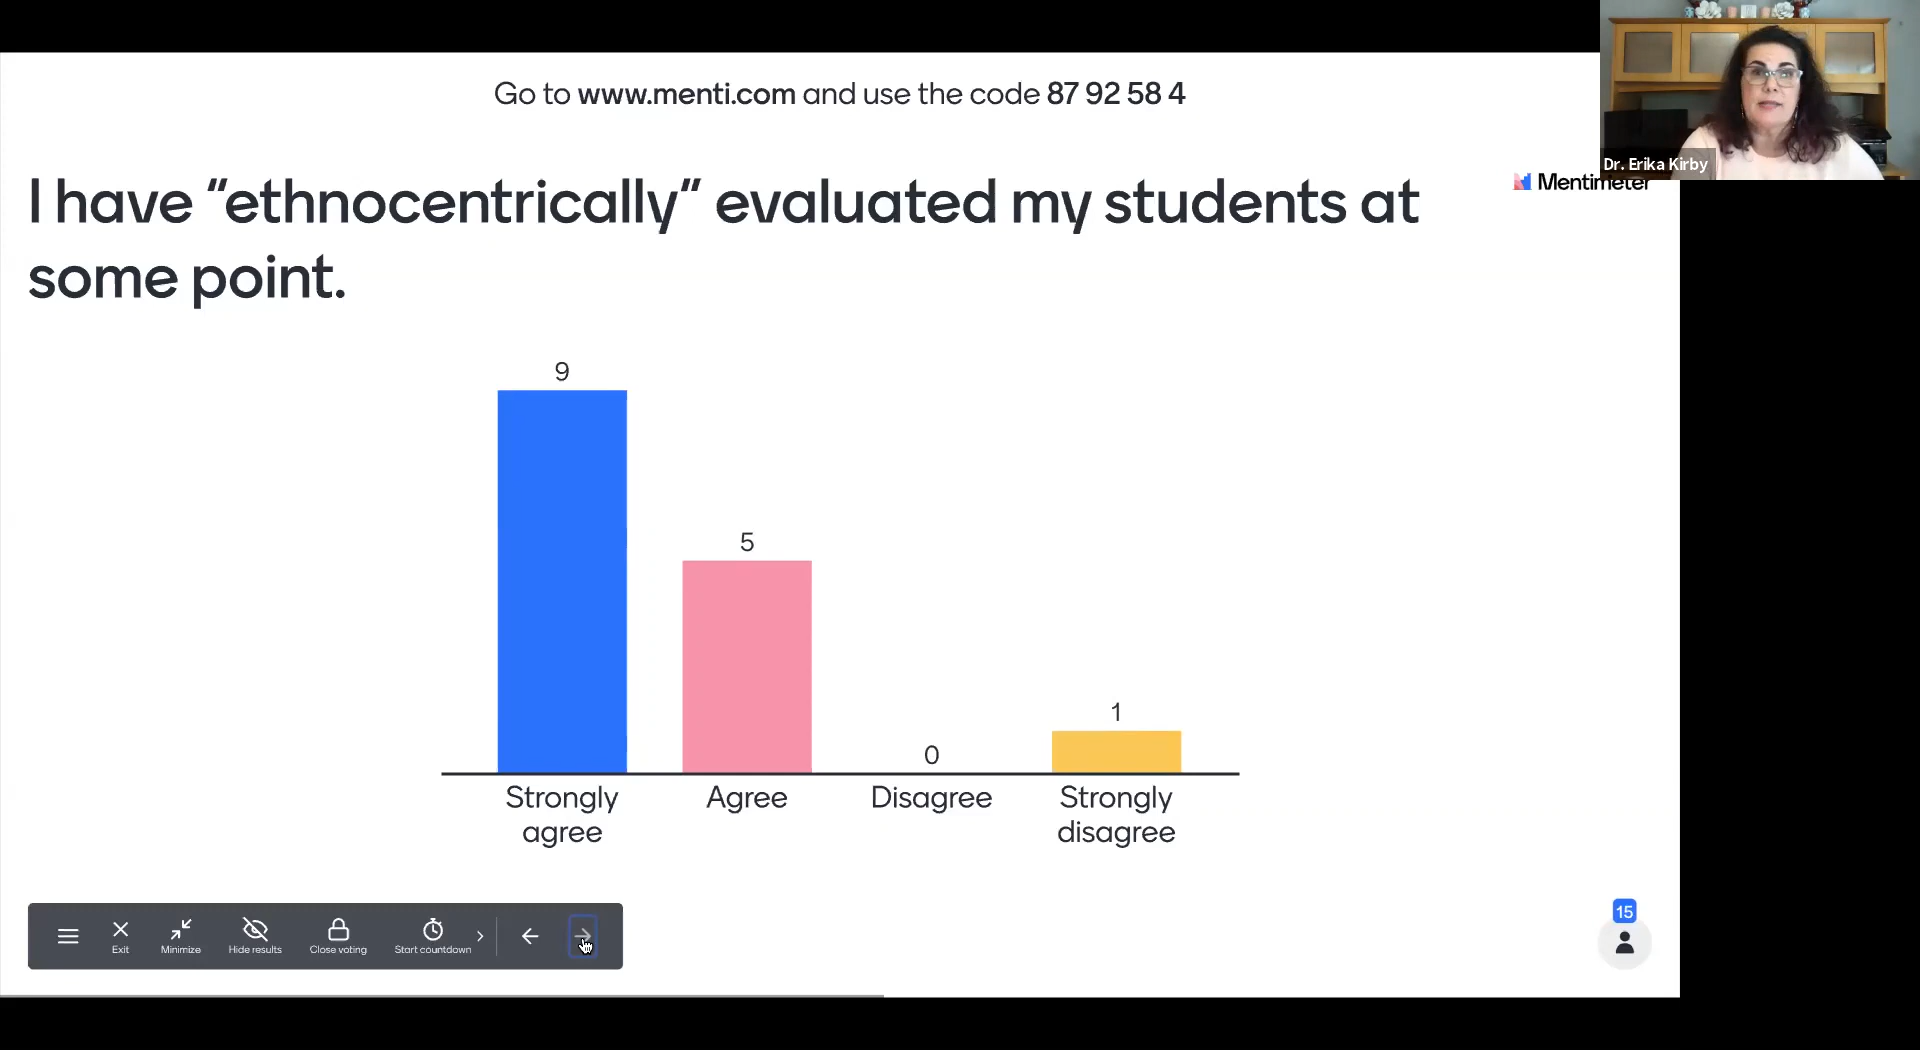 Go to www.menti.com and use the code 87 92 58 4
Dr. Erika Kirby
Mentimeter
I have “ethnocentrically” evaluated my students at
some point.
9
5
0
1
Strongly
agree
Agree
Disagree
Strongly
disagree
Exit
Minimize
Hide results
Close voting
Start countdown
15